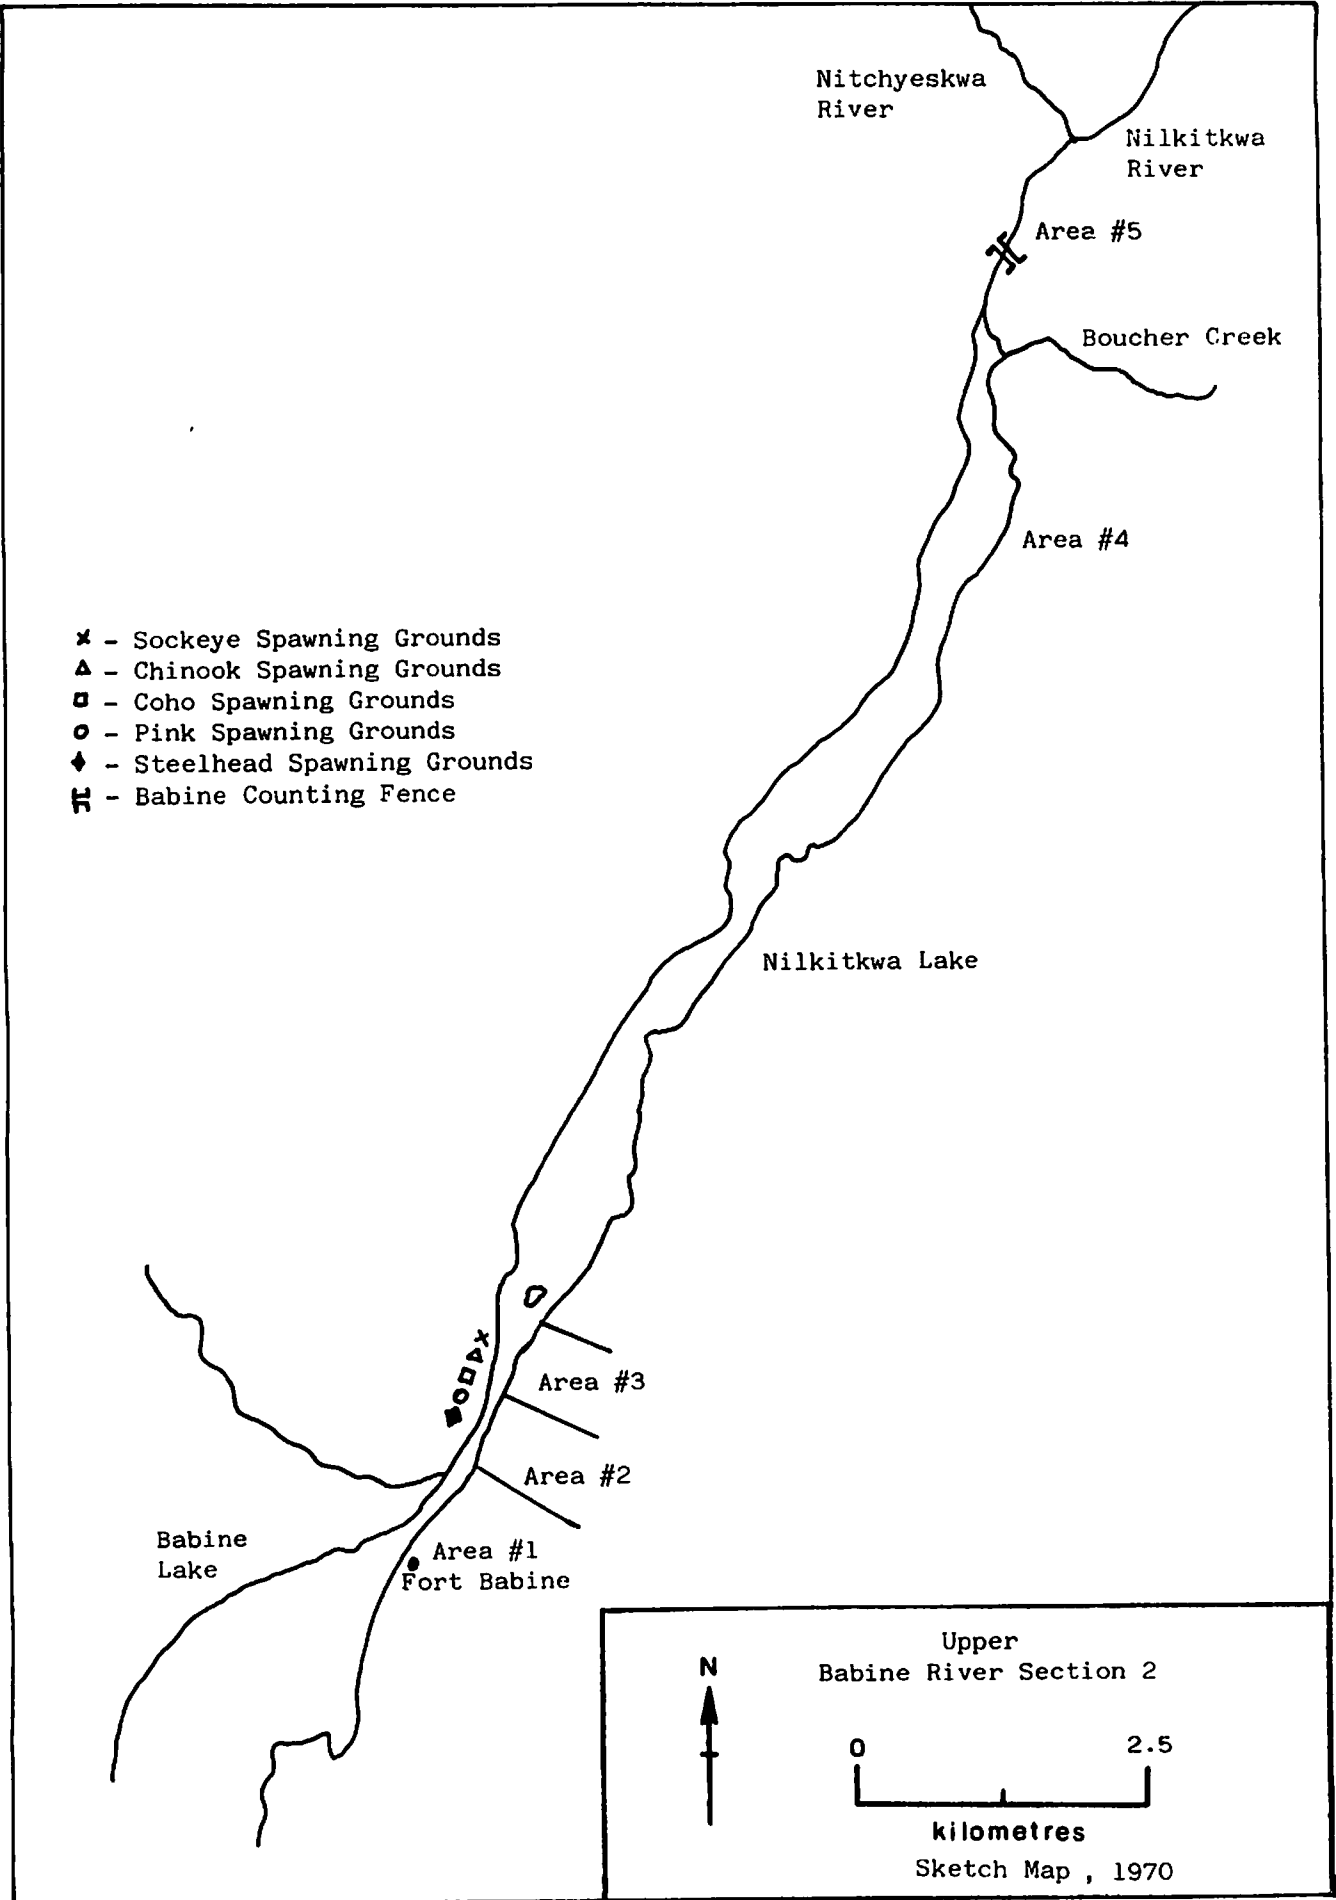 Nitchyeskwa
River
Nilkitkwa
River
Area #5
Boucher Creek
Area #4
- Sockeye Spawning Grounds
- Chinook Spawning Grounds
- Coho Spawning Grounds
- Pink Spawning Grounds
- Steelhead Spawning Grounds
- Babine Counting Fence
Nilkitkwa Lake
Area #3
Area #2
Babine
Lake
Area #1
Fort Babine
Upper
Babine River Section 2
N
0 2.5
kilometres
Sketch Map , 1970